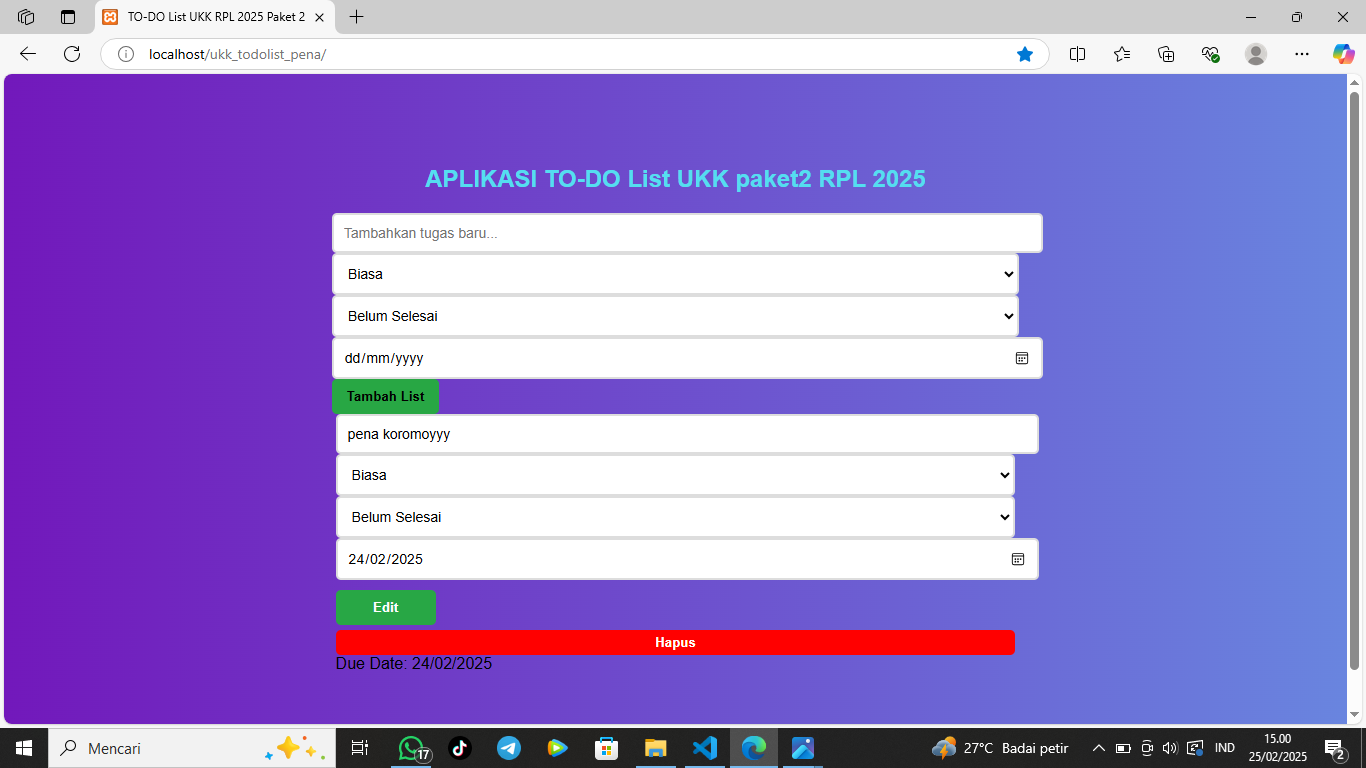 TO-DO List UKK RPL 2025 Paket 2
localhost/ukk_todolist_pena/
APLIKASI TO-DO List UKK paket2 RPL 2025
Tambahkan tugas baru...
Biasa
Belum Selesai
dd/mm/yyyy
Tambah List
pena koromoyyy
Biasa
Belum Selesai
24/02/2025
Edit
Hapus
Due Date: 24/02/2025
Mencari
17
27°C Badai petir
IND
15.00
25/02/2025
2